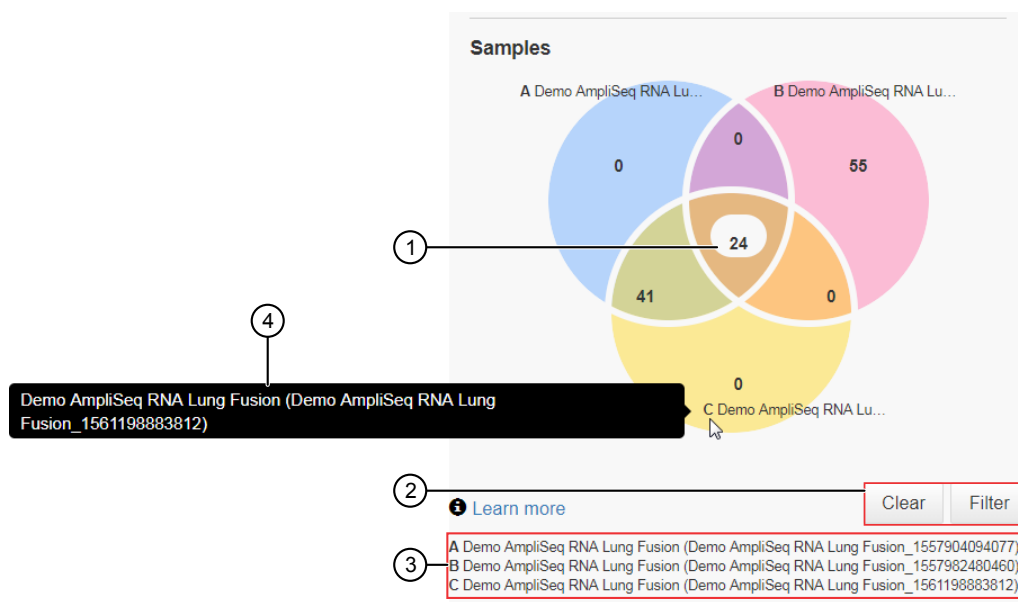 Samples
A Demo AmpliSeq RNA Lu...
B Demo AmpliSeq RNA Lu...
0
0
55
1
24
41
0
4
0
Demo AmpliSeq RNA Lung Fusion (Demo AmpliSeq RNA Lung
Fusion_1561198883812)
C Demo AmpliSeq RNA Lu...
2
Learn more
Clear
Filter
3
A Demo AmpliSeq RNA Lung Fusion (Demo AmpliSeq RNA Lung Fusion_1557904094077)
B Demo AmpliSeq RNA Lung Fusion (Demo AmpliSeq RNA Lung Fusion_1557982480460)
C Demo AmpliSeq RNA Lung Fusion (Demo AmpliSeq RNA Lung Fusion_1561198883812)